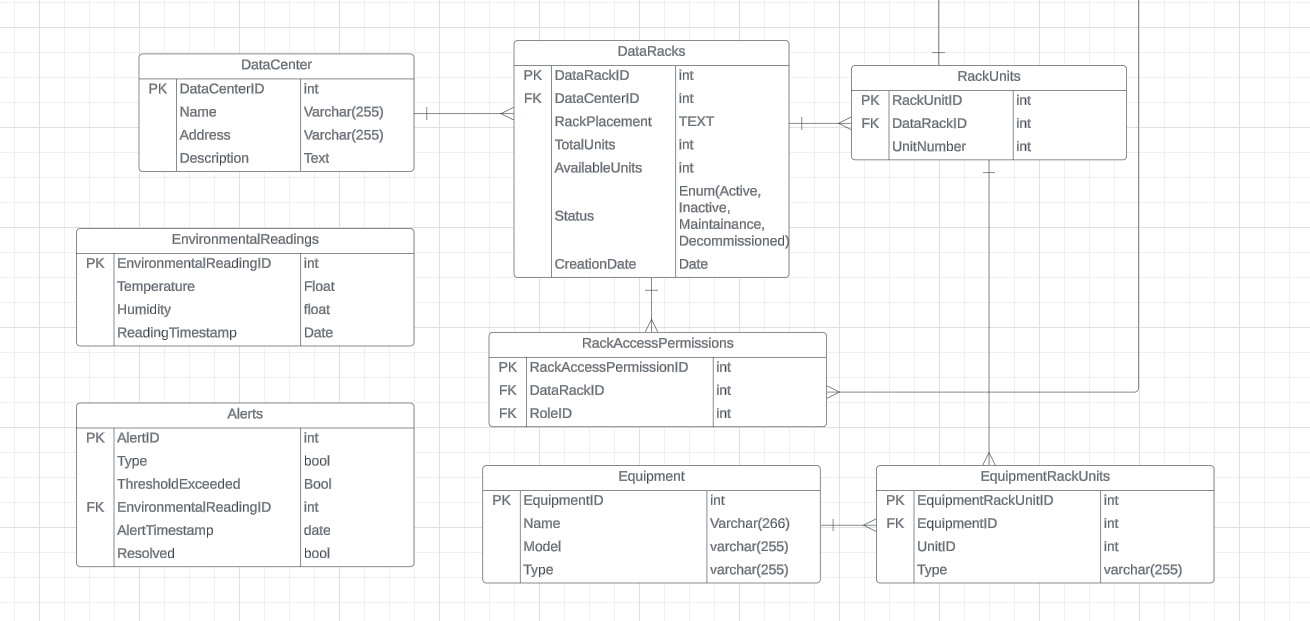 DataCenter
PK DataCenterID int
Name Varchar(255)
Address Varchar(255)
Description Text
DataRacks
PK DataRackID int
FK DataCenterID int
RackPlacement TEXT
TotalUnits int
AvailableUnits int
Status Enum(Active,
Inactive,
Maintainance,
Decommissioned)
CreationDate Date
RackUnits
PK RackUnitID int
FK DataRackID int
UnitNumber int
EnvironmentalReadings
PK EnvironmentalReadingID int
Temperature Float
Humidity float
ReadingTimestamp Date
RackAccessPermissions
PK RackAccessPermissionID int
FK DataRackID int
FK RoleID int
Alerts
PK AlertID int
Type bool
ThresholdExceeded Bool
FK EnvironmentalReadingID int
AlertTimestamp date
Resolved bool
Equipment
PK EquipmentID int
Name Varchar(266)
Model varchar(255)
Type varchar(255)
EquipmentRackUnits
PK EquipmentRackUnitID int
FK EquipmentID int
UnitID int
Type varchar(255)